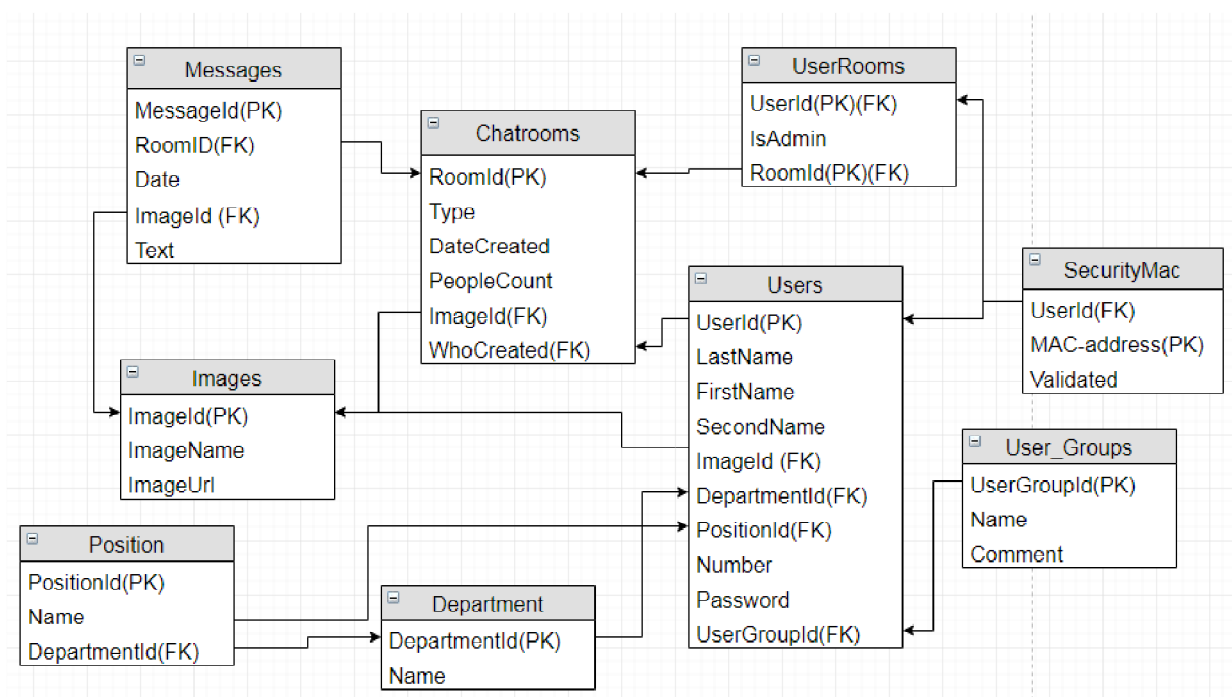 Messages
MessageId(PK)
RoomID(FK)
Date
ImageId (FK)
Text
Chatrooms
RoomId(PK)
Type
DateCreated
PeopleCount
ImageId(FK)
WhoCreated(FK)
UserRooms
UserId(PK)(FK)
IsAdmin
RoomId(PK)(FK)
Users
UserId(PK)
LastName
FirstName
SecondName
ImageId (FK)
DepartmentId(FK)
PositionId(FK)
Number
Password
UserGroupId(FK)
SecurityMac
UserId(FK)
MAC-address(PK)
Validated
Images
ImageId(PK)
ImageName
ImageUrl
User_Groups
UserGroupId(PK)
Name
Comment
Position
PositionId(PK)
Name
DepartmentId(FK)
Department
DepartmentId(PK)
Name